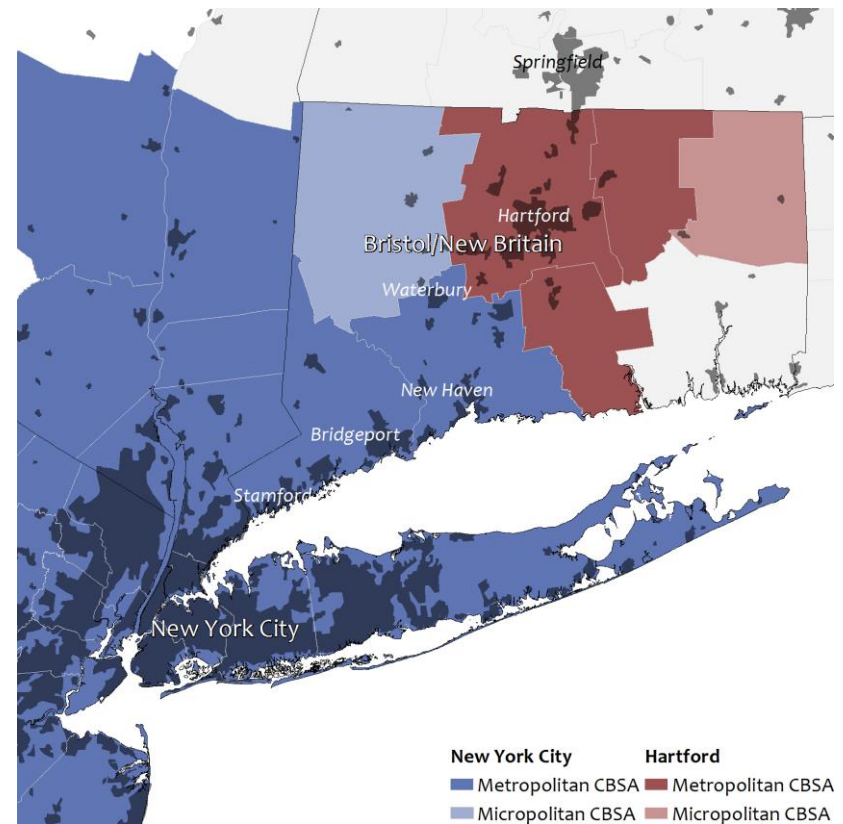 Springfield
Hartford
Bristol/New Britain
Waterbury
New Haven
Bridgeport
Stamford
New York City
New York City Hartford
Metropolitan CBSA Metropolitan CBSA
Micropolitan CBSA Micropolitan CBSA